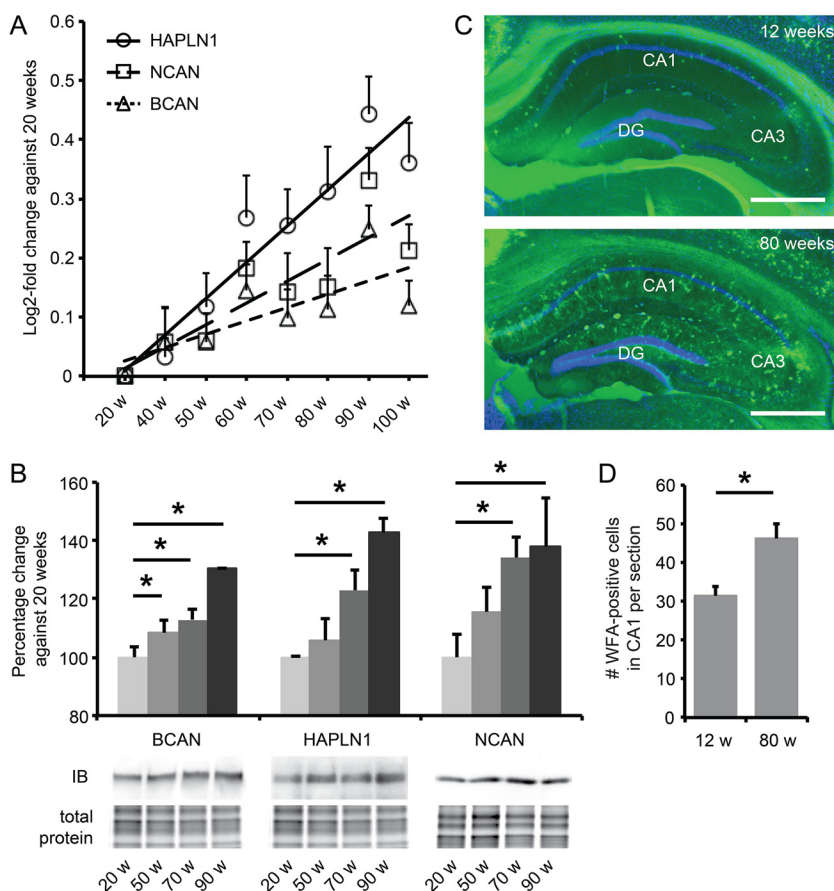 A
Log2-fold change against 20 weeks
0.6
0.5
0.4
0.3
0.2
0.1
0
HAPLN1
NCAN
BCAN
20 w
40 w
50 w
60 w
70 w
80 w
90 w
100 w
C
12 weeks
CA1
DG
CA3
80 weeks
CA1
DG
CA3
B
Percentage change
against 20 weeks
160
140
120
100
80
*
*
*
*
*
*
*
BCAN
HAPLN1
NCAN
IB
total
protein
20 w
50 w
70 w
90 w
20 w
50 w
70 w
90 w
20 w
50 w
70 w
90 w
D
# WFA-positive cells
in CA1 per section
60
50
40
30
20
10
0
*
12 w
80 w